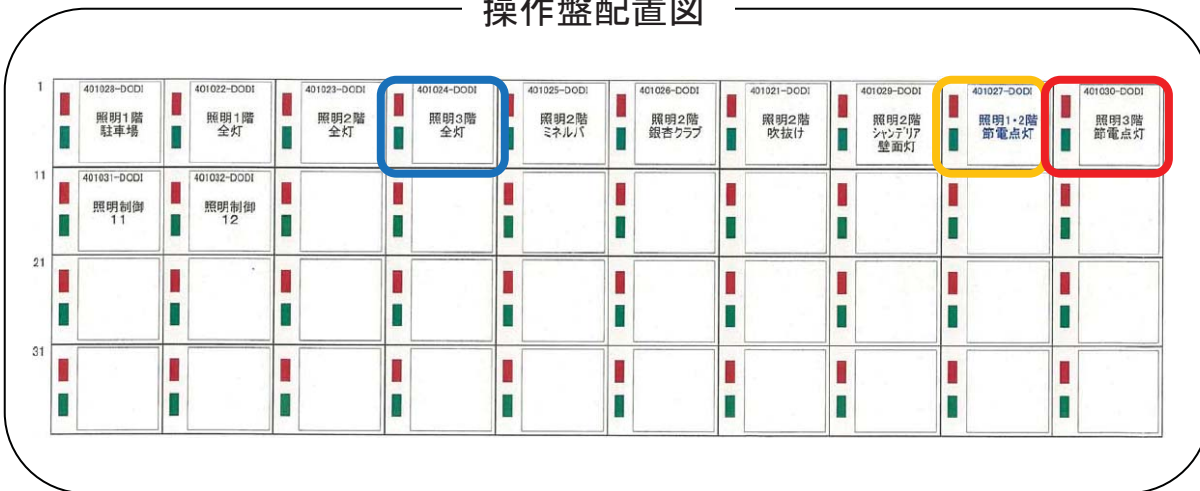 操作盤配置図
1
401028-DODI
照明1階
駐車場
401022-DODI
照明1階
全灯
401023-DODI
照明2階
全灯
401024-DODI
照明3階
全灯
401025-DODI
照明2階
ミネルバ
401026-DODI
照明2階
銀杏クラブ
401021-DODI
照明2階
吹抜け
401029-DODI
照明2階
シャンデリア
壁面灯
401027-DODI
照明1・2階
節電点灯
401030-DODI
照明3階
節電点灯
11
401031-DODI
照明制御
11
401032-DODI
照明制御
12
21
31